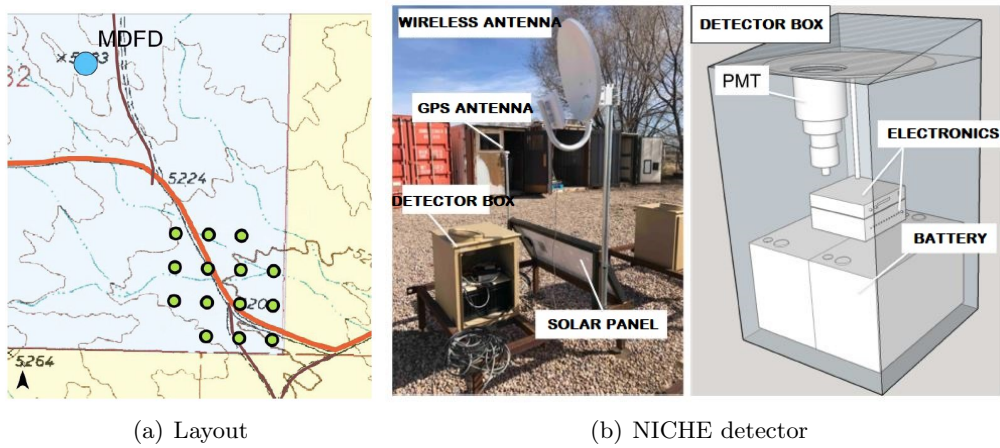 MDFD
5224
5264
WIRELESS ANTENNA
GPS ANTENNA
DETECTOR BOX
SOLAR PANEL
DETECTOR BOX
PMT
ELECTRONICS
BATTERY
(a) Layout
(b) NICHE detector